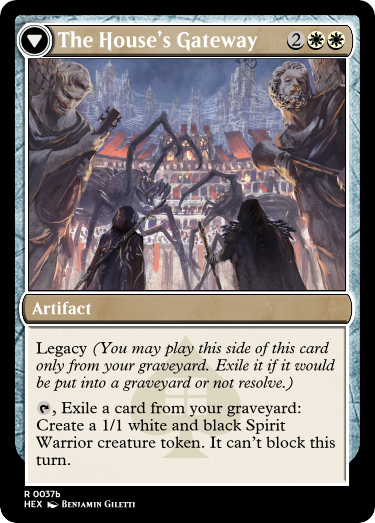 The House's Gateway 2
Artifact
Legacy (You may play this side of this card
only from your graveyard. Exile it if it would
be put into a graveyard or not resolve.)
, Exile a card from your graveyard:
Create a 1/1 white and black Spirit
Warrior creature token. It can't block this
turn.
R 0037b
HEX Benjamin Giletti